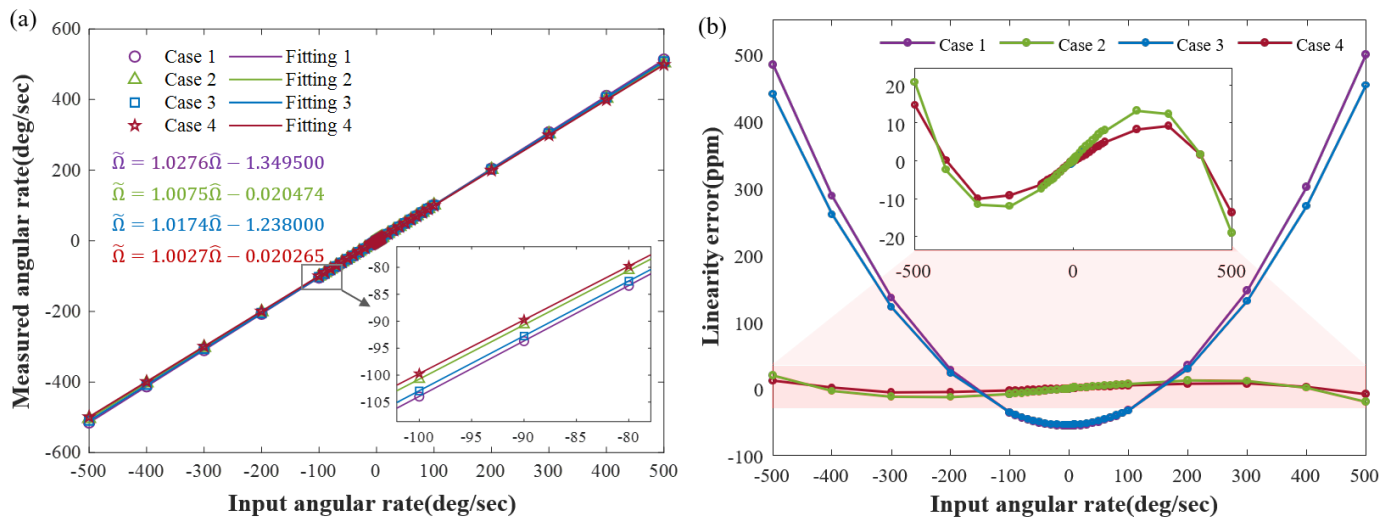 (a)
600
400
200
0
-200
-400
-600
Measured angular rate(deg/sec)
Case 1 Fitting 1
Case 2 Fitting 2
Case 3 Fitting 3
Case 4 Fitting 4
Ω̃ = 1.0276Ω̂ − 1.349500
Ω̃ = 1.0075Ω̂ − 0.020474
Ω̃ = 1.0174Ω̂ − 1.238000
Ω̃ = 1.0027Ω̂ − 0.020265
-80
-85
-90
-95
-100
-105
-100 -95 -90 -85 -80
-500 -400 -300 -200 -100 0 100 200 300 400 500
Input angular rate(deg/sec)
(b)
500
400
300
200
100
0
-100
Linearity error(ppm)
Case 1 Case 2 Case 3 Case 4
20
10
0
-10
-20
-500 0 500
-500 -400 -300 -200 -100 0 100 200 300 400 500
Input angular rate(deg/sec)